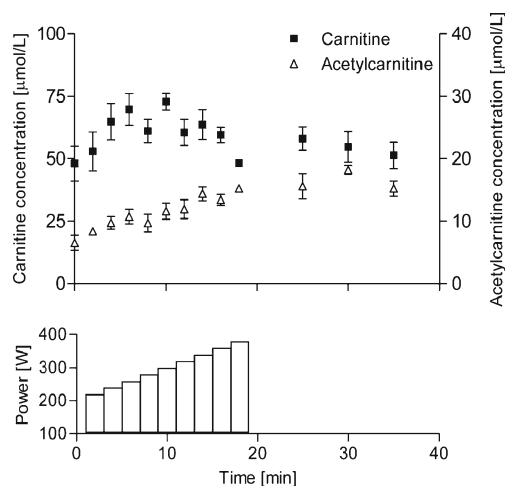 Carnitine
Acetylcarnitine
Carnitine concentration [µmol/L]
100
75
50
25
0
Acetylcarnitine concentration [µmol/L]
40
30
20
10
0
Power [W]
400
300
200
100
0 10 20 30 40
Time [min]